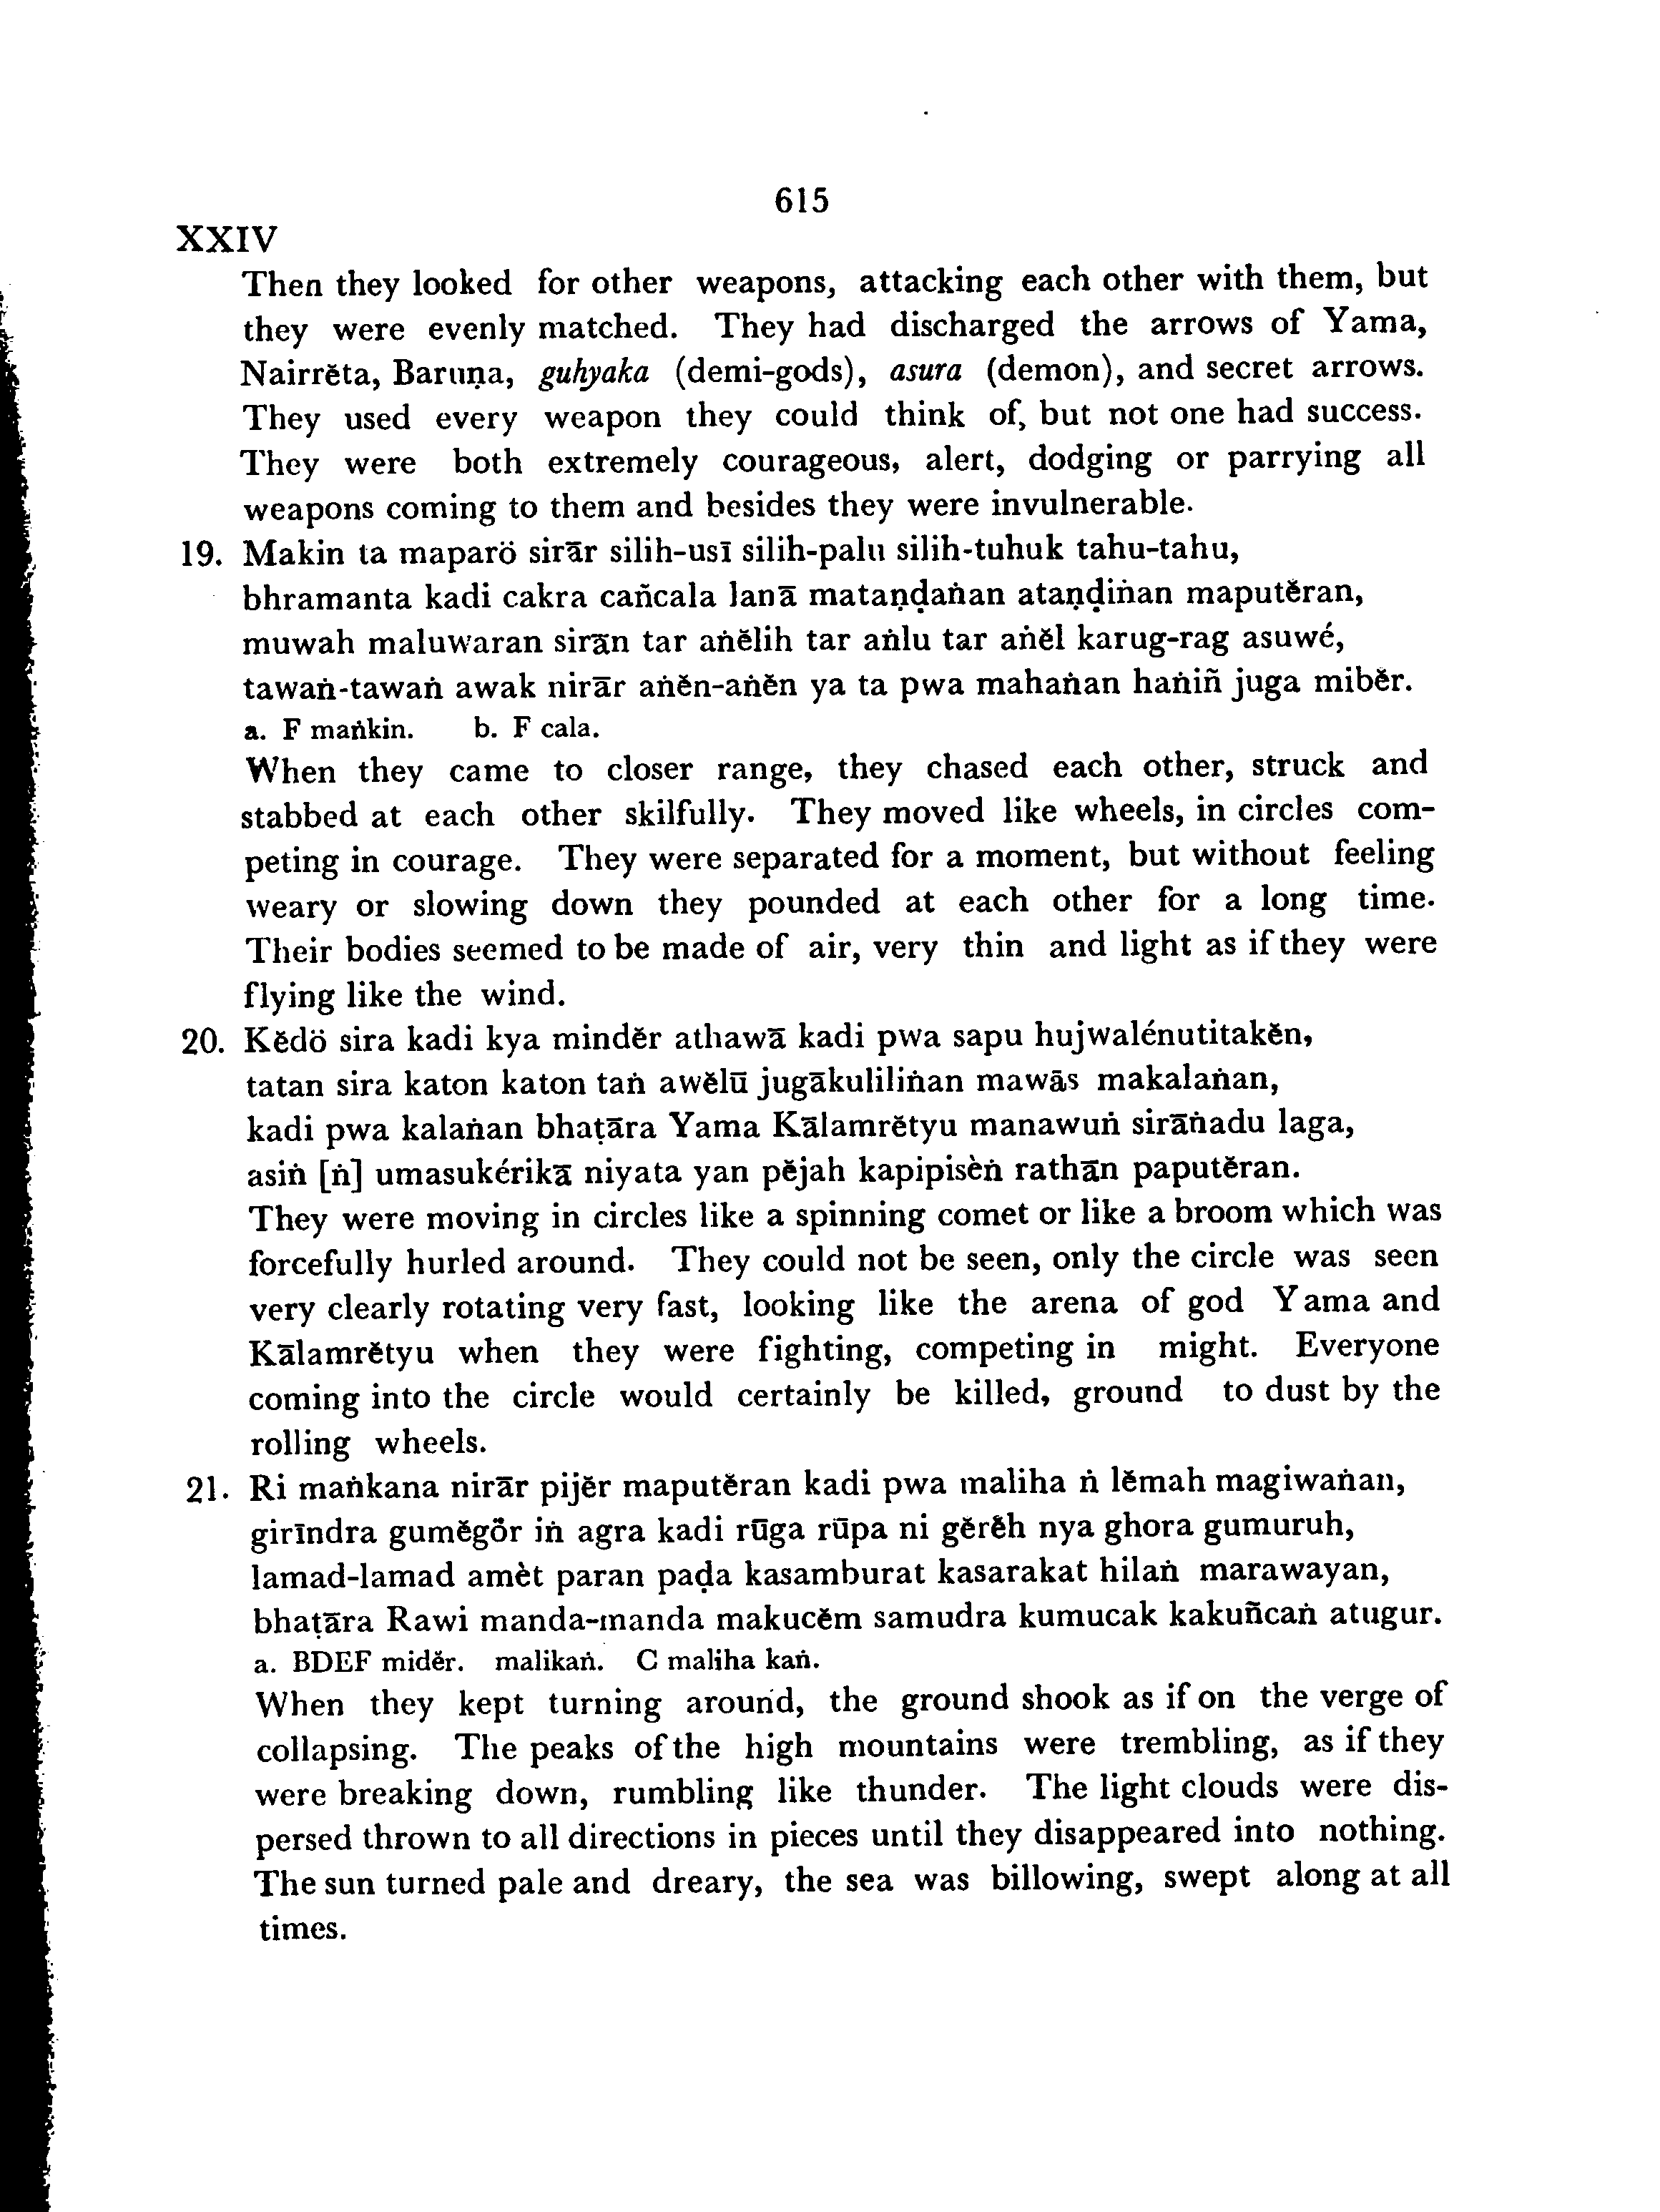 615
XXIV
Then they looked for other weapons, attacking each other with them, but
they were evenly matched. They had discharged the arrows of Yama,
Nairrĕta, Baruṇa, guhyaka (demi-gods), asura (demon), and secret arrows.
They used every weapon they could think of, but not one had success.
They were both extremely courageous, alert, dodging or parrying all
weapons coming to them and besides they were invulnerable.
19. Makin ta maparö sirār silih-usī silih-palu silih-tuhuk tahu-tahu,
bhramanta kadi cakra cañcala lanā mataṇḍaṅan ataṇḍiṅan maputĕran,
muwah maluwaran sirān tar aṅĕlih tar aṅlu tar aṅĕl karug-rag asuwé,
tawaṅ-tawaṅ awak nirār aṅĕn-aṅĕn ya ta pwa mahaṅan haṅiñ juga mibĕr.
a. F maṅkin. b. F cala.
When they came to closer range, they chased each other, struck and
stabbed at each other skilfully. They moved like wheels, in circles com-
peting in courage. They were separated for a moment, but without feeling
weary or slowing down they pounded at each other for a long time.
Their bodies seemed to be made of air, very thin and light as if they were
flying like the wind.
20. Kĕdö sira kadi kya mindĕr athawā kadi pwa sapu hujwalénutitakĕn,
tatan sira katon katon taṅ awĕlū jugākuliliṅan mawās makalaṅan,
kadi pwa kalaṅan bhaṭāra Yama Kālamrĕtyu manawuṅ sirāṅadu laga,
asiṅ [ṅ] umasukérikā niyata yan pĕjah kapipisèṅ rathān paputĕran.
They were moving in circles like a spinning comet or like a broom which was
forcefully hurled around. They could not be seen, only the circle was seen
very clearly rotating very fast, looking like the arena of god Yama and
Kālamrĕtyu when they were fighting, competing in might. Everyone
coming into the circle would certainly be killed, ground to dust by the
rolling wheels.
21. Ri maṅkana nirār pijĕr maputĕran kadi pwa maliha ṅ lĕmah magiwaṅan,
girīndra gumĕgö̆r iṅ agra kadi rūga rūpa ni gĕrĕh nya ghora gumuruh,
lamad-lamad amèt paran paḍa kasamburat kasarakat hilaṅ marawayan,
bhaṭāra Rawi manda-manda makucĕm samudra kumucak kakuñcaṅ atugur.
a. BDEF midĕr. malikaṅ. C maliha kaṅ.
When they kept turning around, the ground shook as if on the verge of
collapsing. The peaks of the high mountains were trembling, as if they
were breaking down, rumbling like thunder. The light clouds were dis-
persed thrown to all directions in pieces until they disappeared into nothing.
The sun turned pale and dreary, the sea was billowing, swept along at all
times.